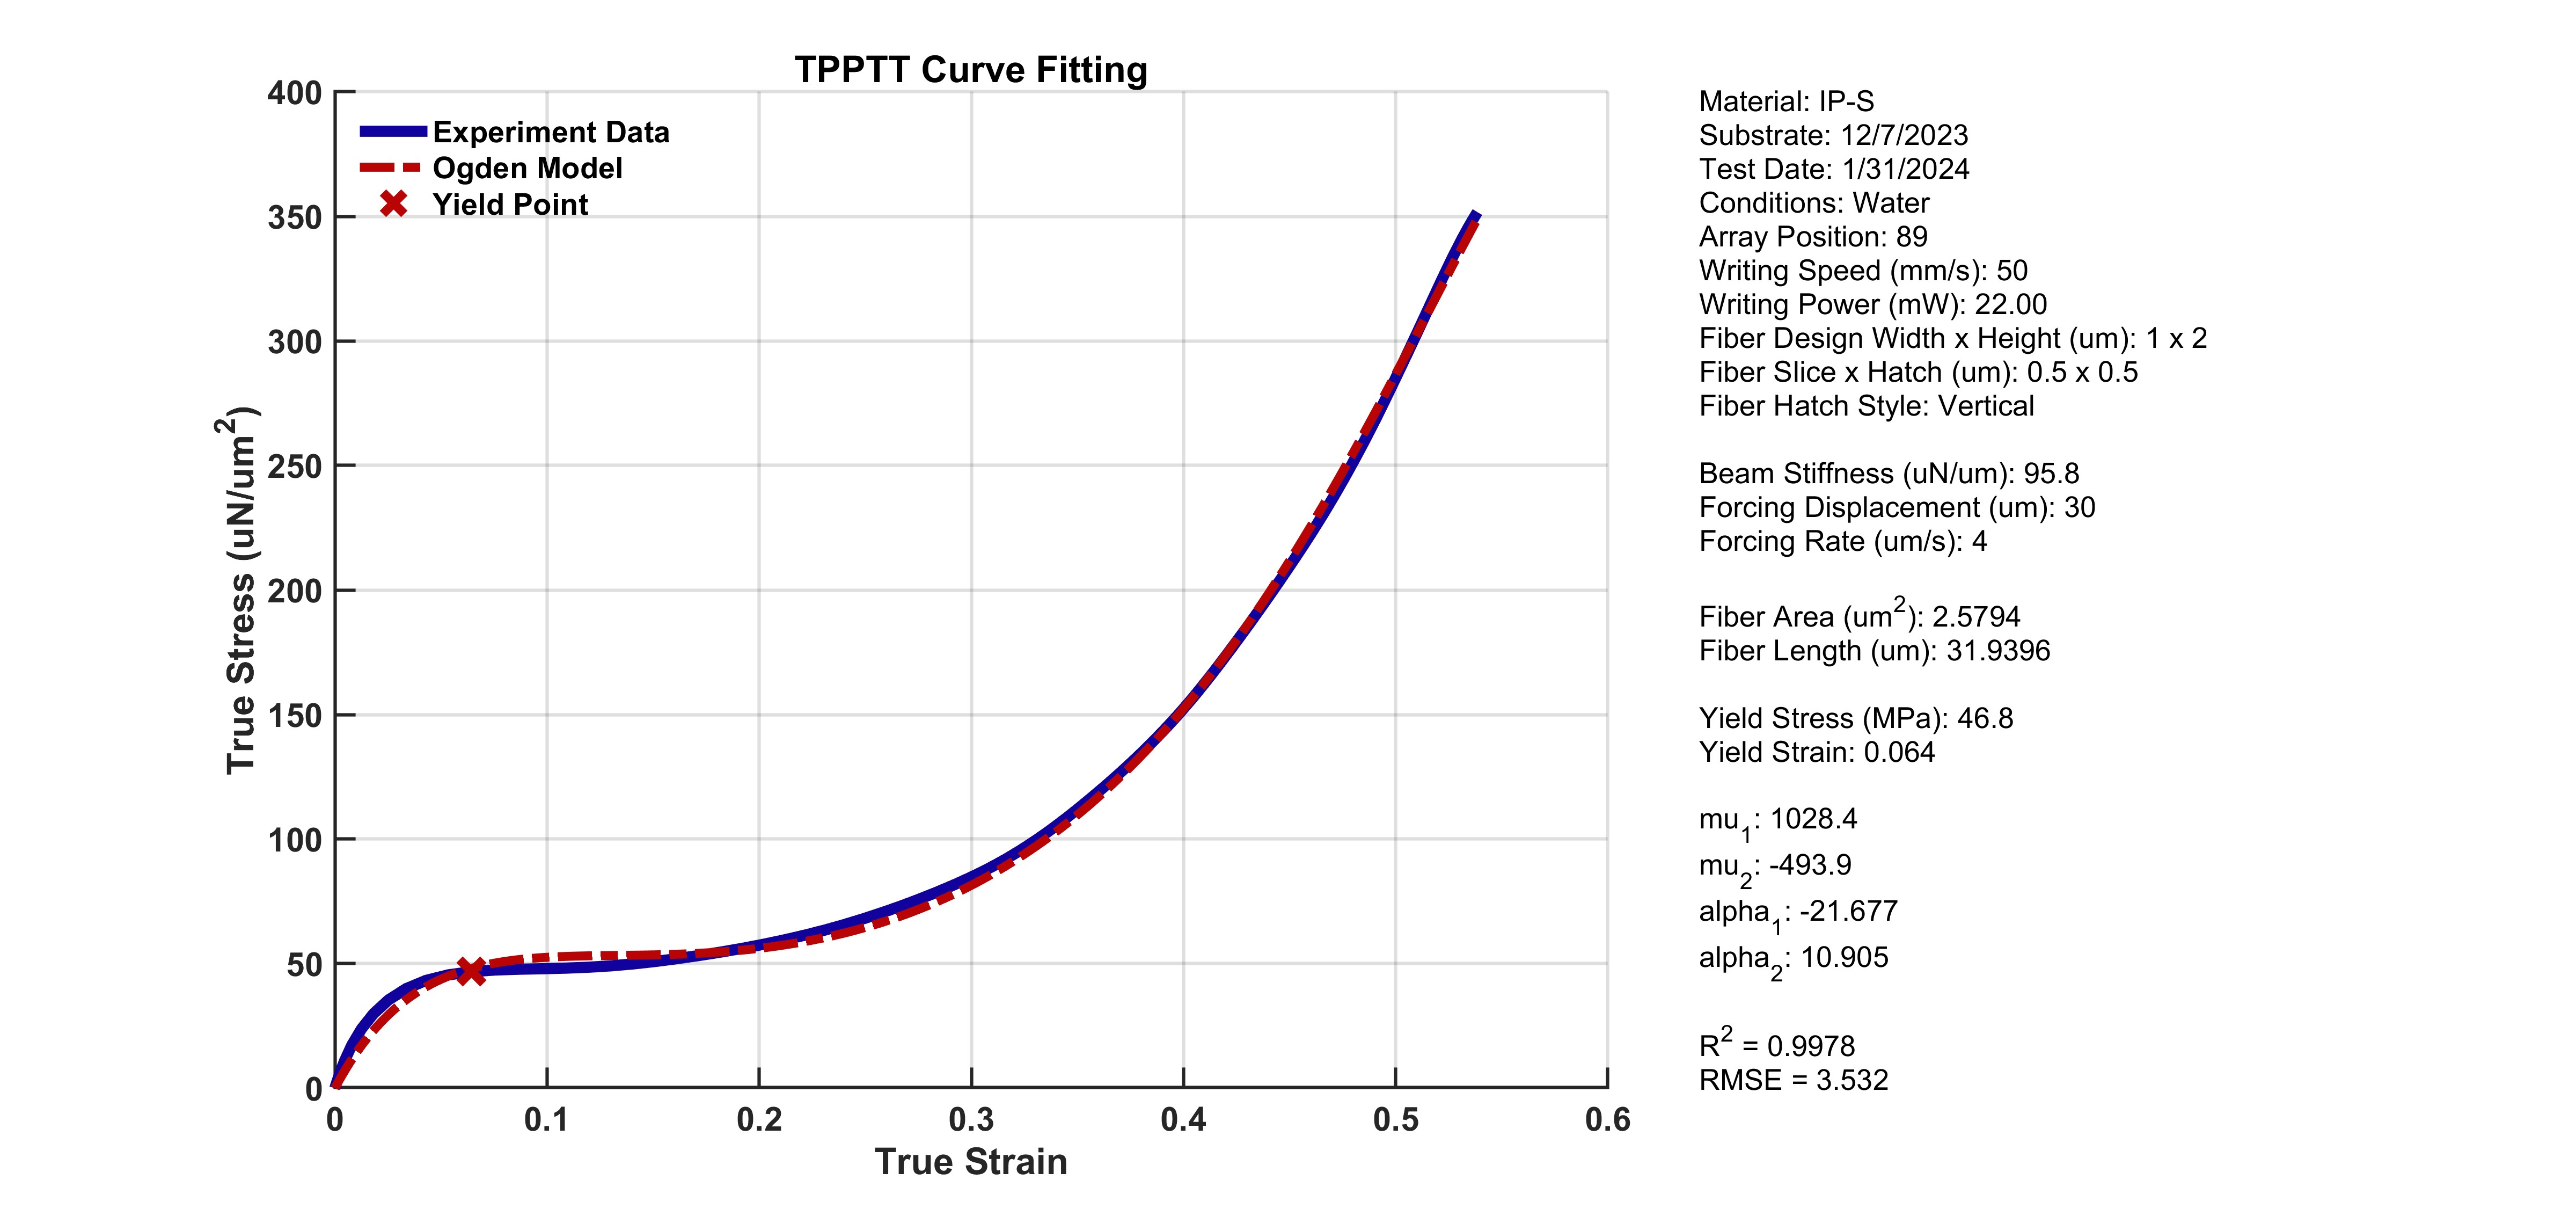 TPPTT Curve Fitting
400
350
300
250
200
150
100
50
0
True Stress (uN/um²)
Experiment Data
Ogden Model
Yield Point
0 0.1 0.2 0.3 0.4 0.5 0.6
True Strain
Material: IP-S
Substrate: 12/7/2023
Test Date: 1/31/2024
Conditions: Water
Array Position: 89
Writing Speed (mm/s): 50
Writing Power (mW): 22.00
Fiber Design Width x Height (um): 1 x 2
Fiber Slice x Hatch (um): 0.5 x 0.5
Fiber Hatch Style: Vertical
Beam Stiffness (uN/um): 95.8
Forcing Displacement (um): 30
Forcing Rate (um/s): 4
Fiber Area (um²): 2.5794
Fiber Length (um): 31.9396
Yield Stress (MPa): 46.8
Yield Strain: 0.064
mu₁: 1028.4
mu₂: -493.9
alpha₁: -21.677
alpha₂: 10.905
R² = 0.9978
RMSE = 3.532